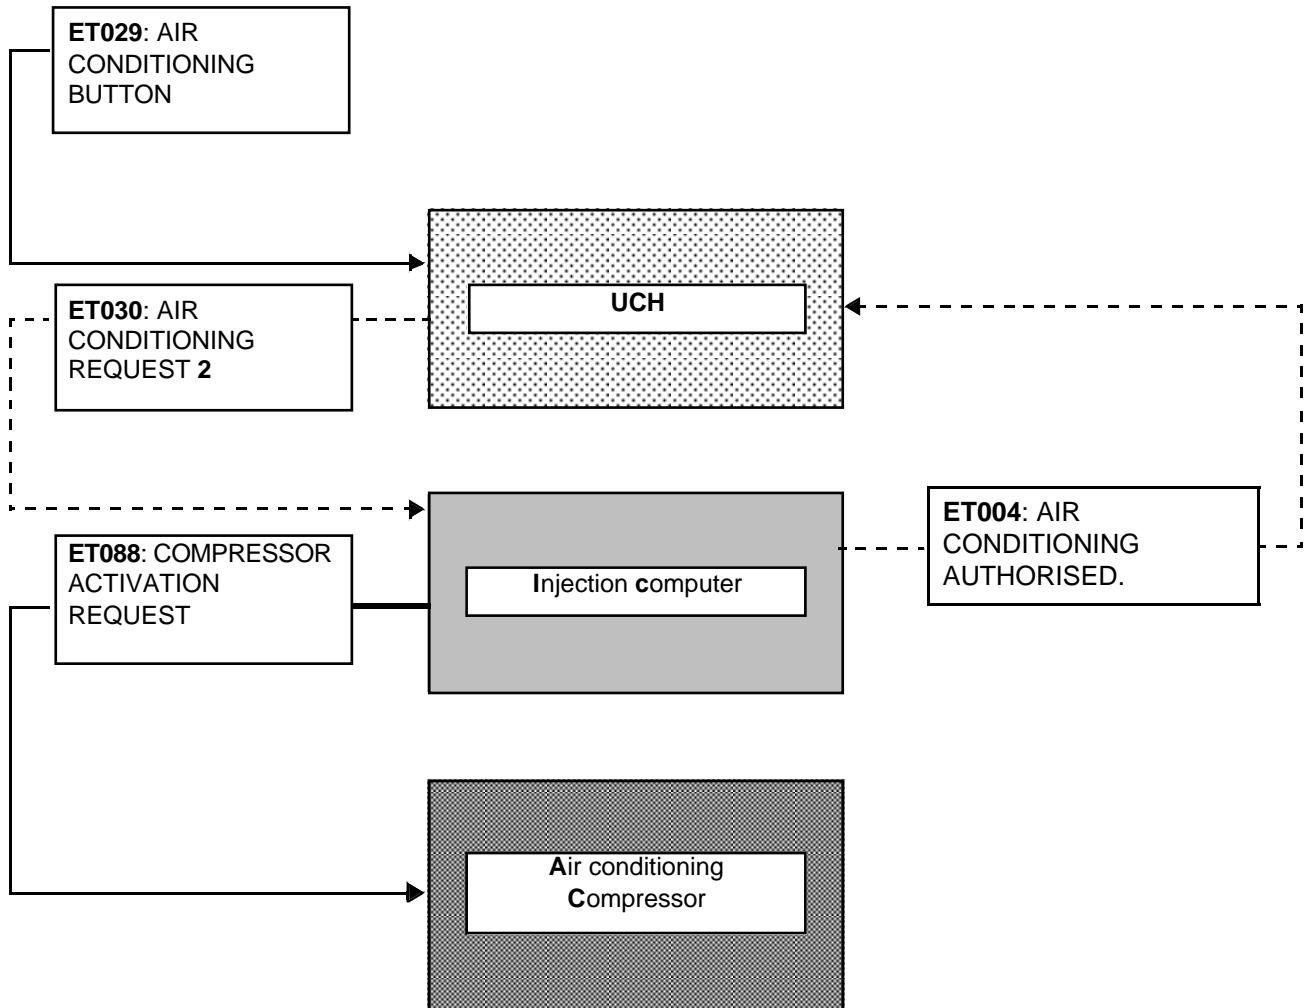 ET029: AIR
CONDITIONING
BUTTON
UCH
ET030: AIR
CONDITIONING
REQUEST 2
ET004: AIR
CONDITIONING
AUTHORISED.
ET088: COMPRESSOR
ACTIVATION
REQUEST
Injection computer
Air conditioning
Compressor